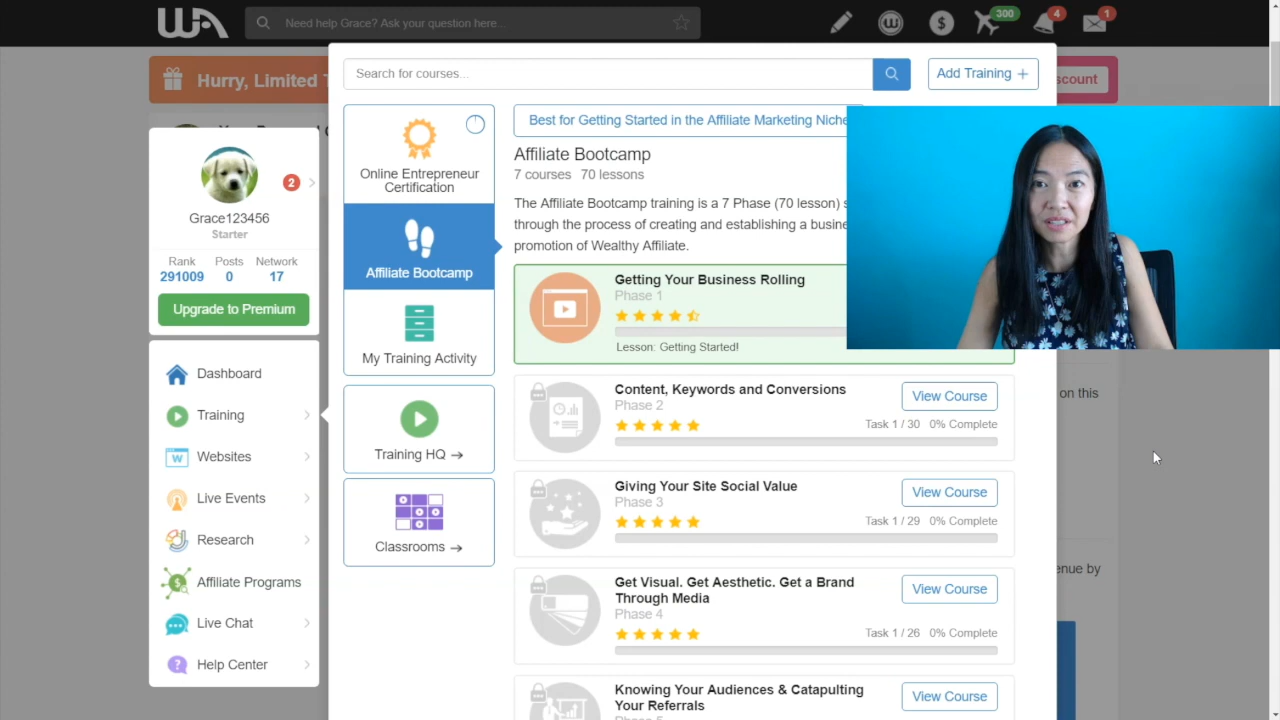 WA
Need help Grace? Ask your question here...
300
4
1
Hurry, Limited
count
Search for courses...
Add Training +
2
Grace123456
Starter
Rank Posts Network
291009 0 17
Upgrade to Premium
Dashboard
Training
Websites
Live Events
Research
Affiliate Programs
Live Chat
Help Center
Online Entrepreneur
Certification
Affiliate Bootcamp
My Training Activity
Training HQ →
Classrooms →
Best for Getting Started in the Affiliate Marketing Niche
Affiliate Bootcamp
7 courses 70 lessons
The Affiliate Bootcamp training is a 7 Phase (70 lesson) s
through the process of creating and establishing a busine
promotion of Wealthy Affiliate.
Getting Your Business Rolling
Phase 1
Lesson: Getting Started!
Content, Keywords and Conversions
Phase 2
View Course
Task 1 / 30 0% Complete
Giving Your Site Social Value
Phase 3
View Course
Task 1 / 29 0% Complete
Get Visual. Get Aesthetic. Get a Brand
Through Media
Phase 4
View Course
Task 1 / 26 0% Complete
Knowing Your Audiences & Catapulting
Your Referrals
View Course
on this
enue by